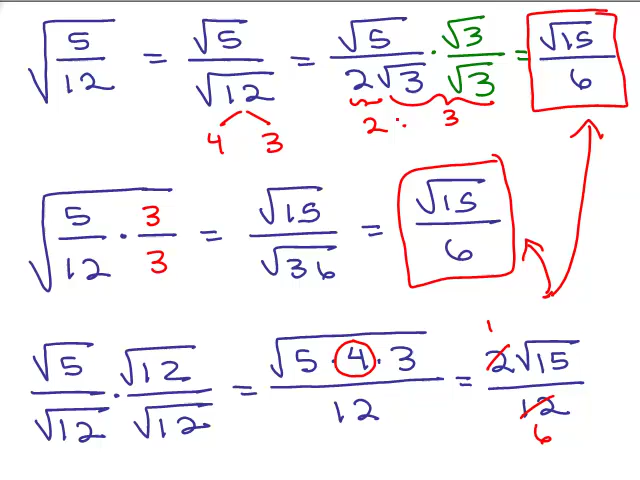 √(5/12) = √5/√12 = √5/(2√3) · √3/√3 = √15/6
4 3 2 · 3
√(5/12 · 3/3) = √15/√36 = √15/6
√5/√12 · √12/√12 = √(5·4·3)/12 = 2√15/12
1
6